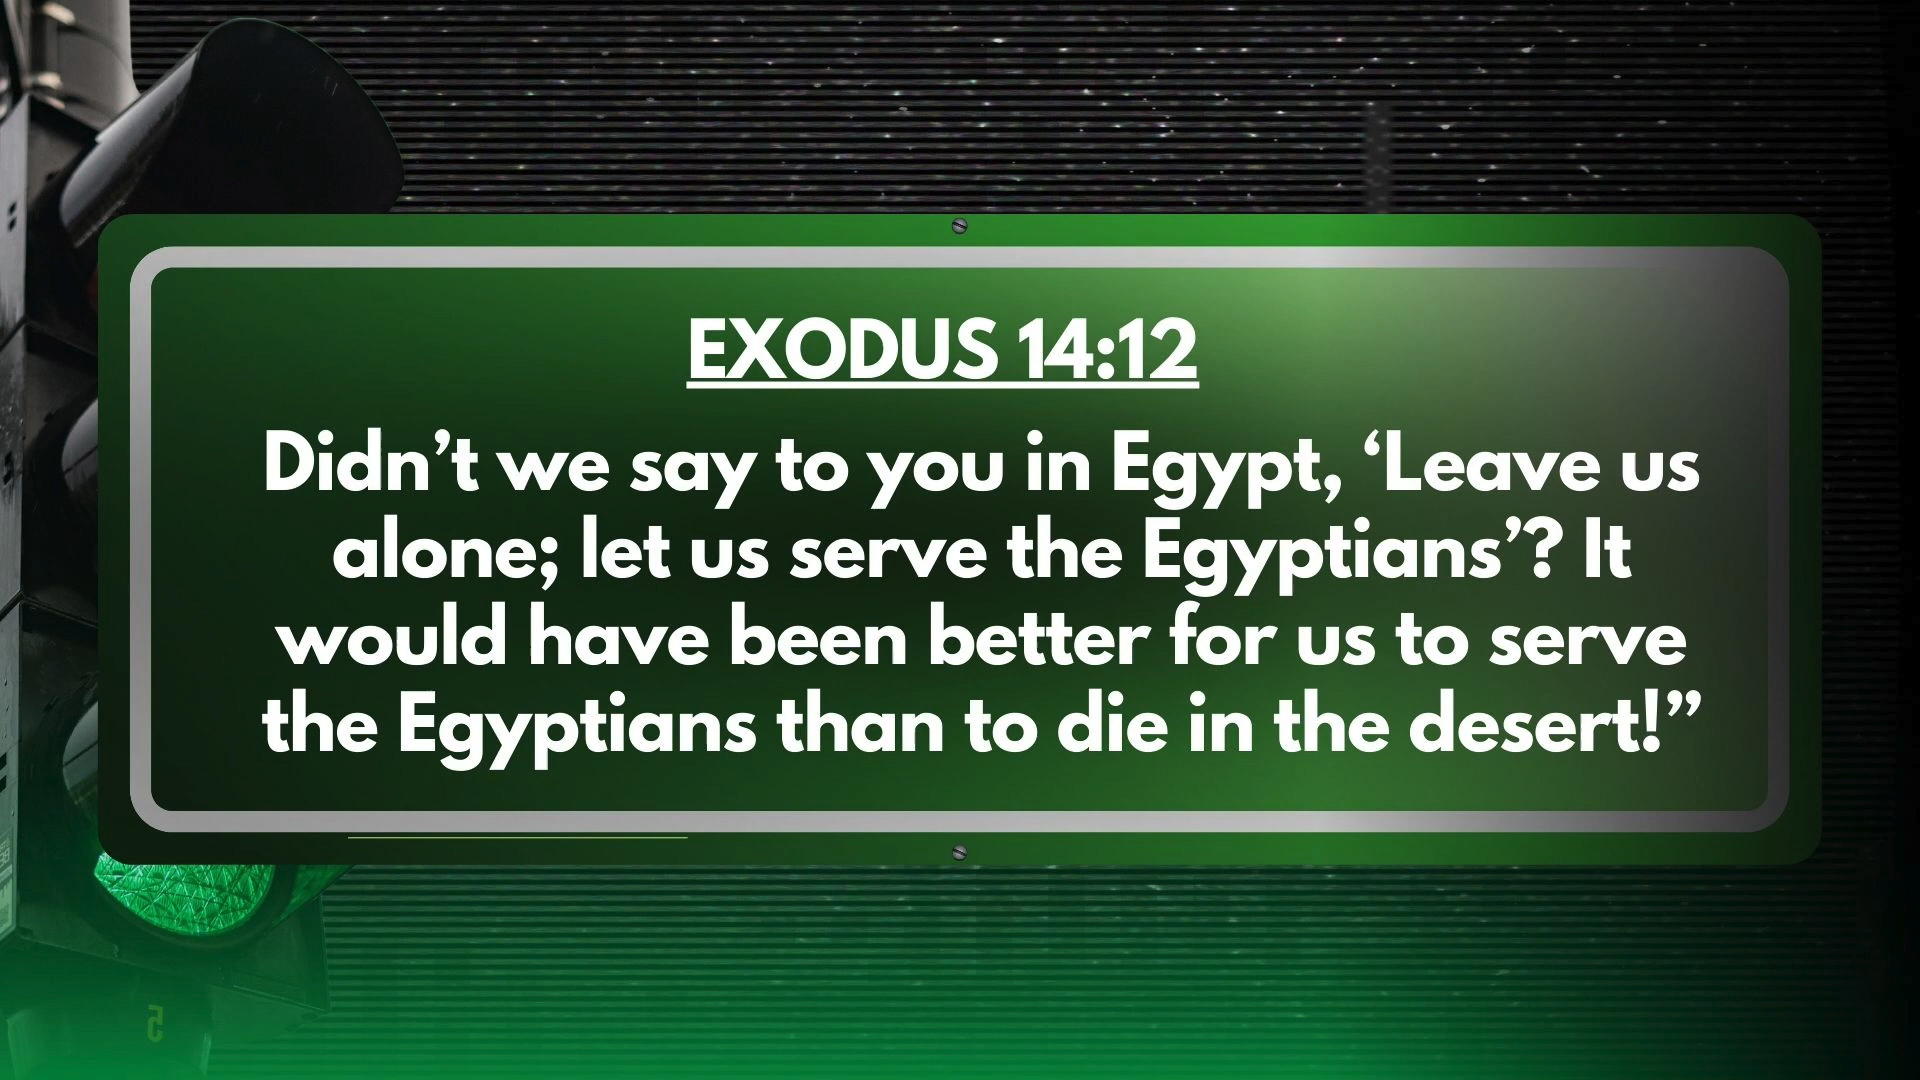 EXODUS 14:12
Didn’t we say to you in Egypt, ‘Leave us
alone; let us serve the Egyptians’? It
would have been better for us to serve
the Egyptians than to die in the desert!”
5